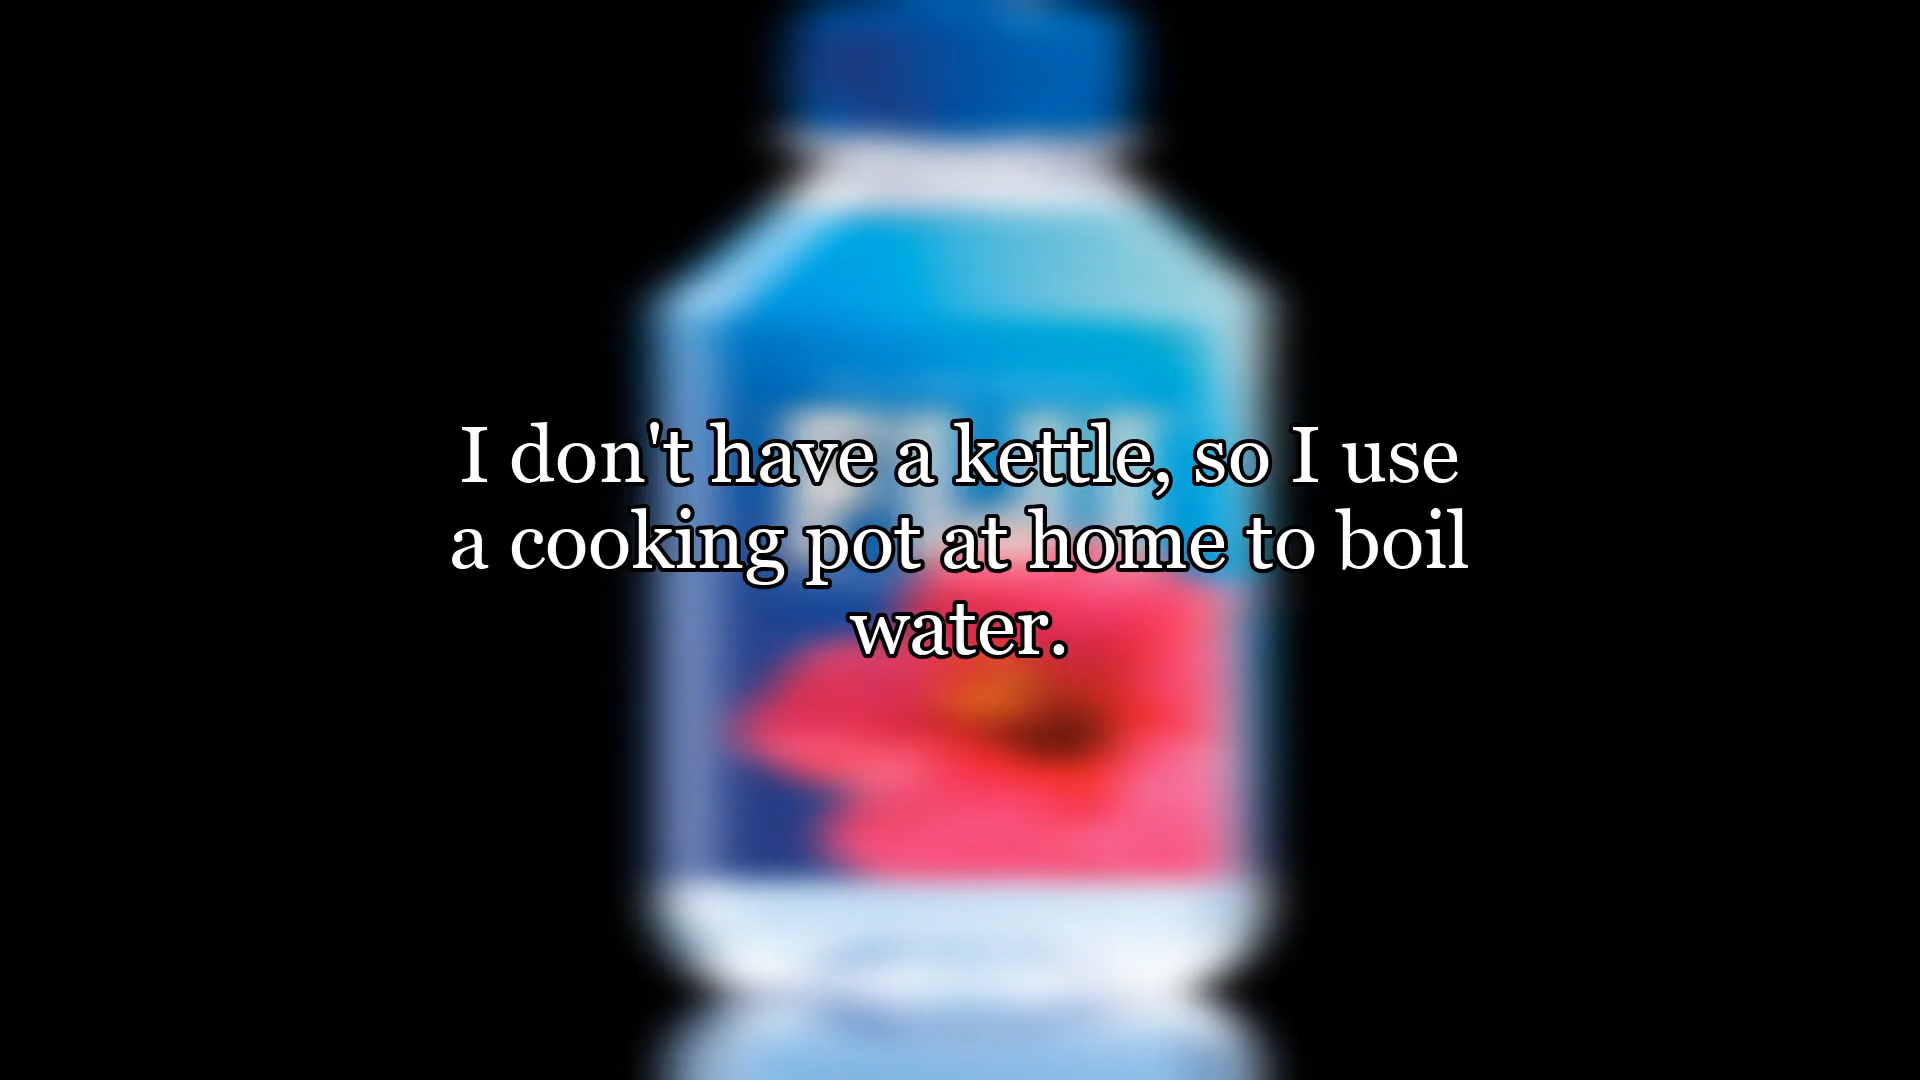 I don't have a kettle, so I use
a cooking pot at home to boil
water.